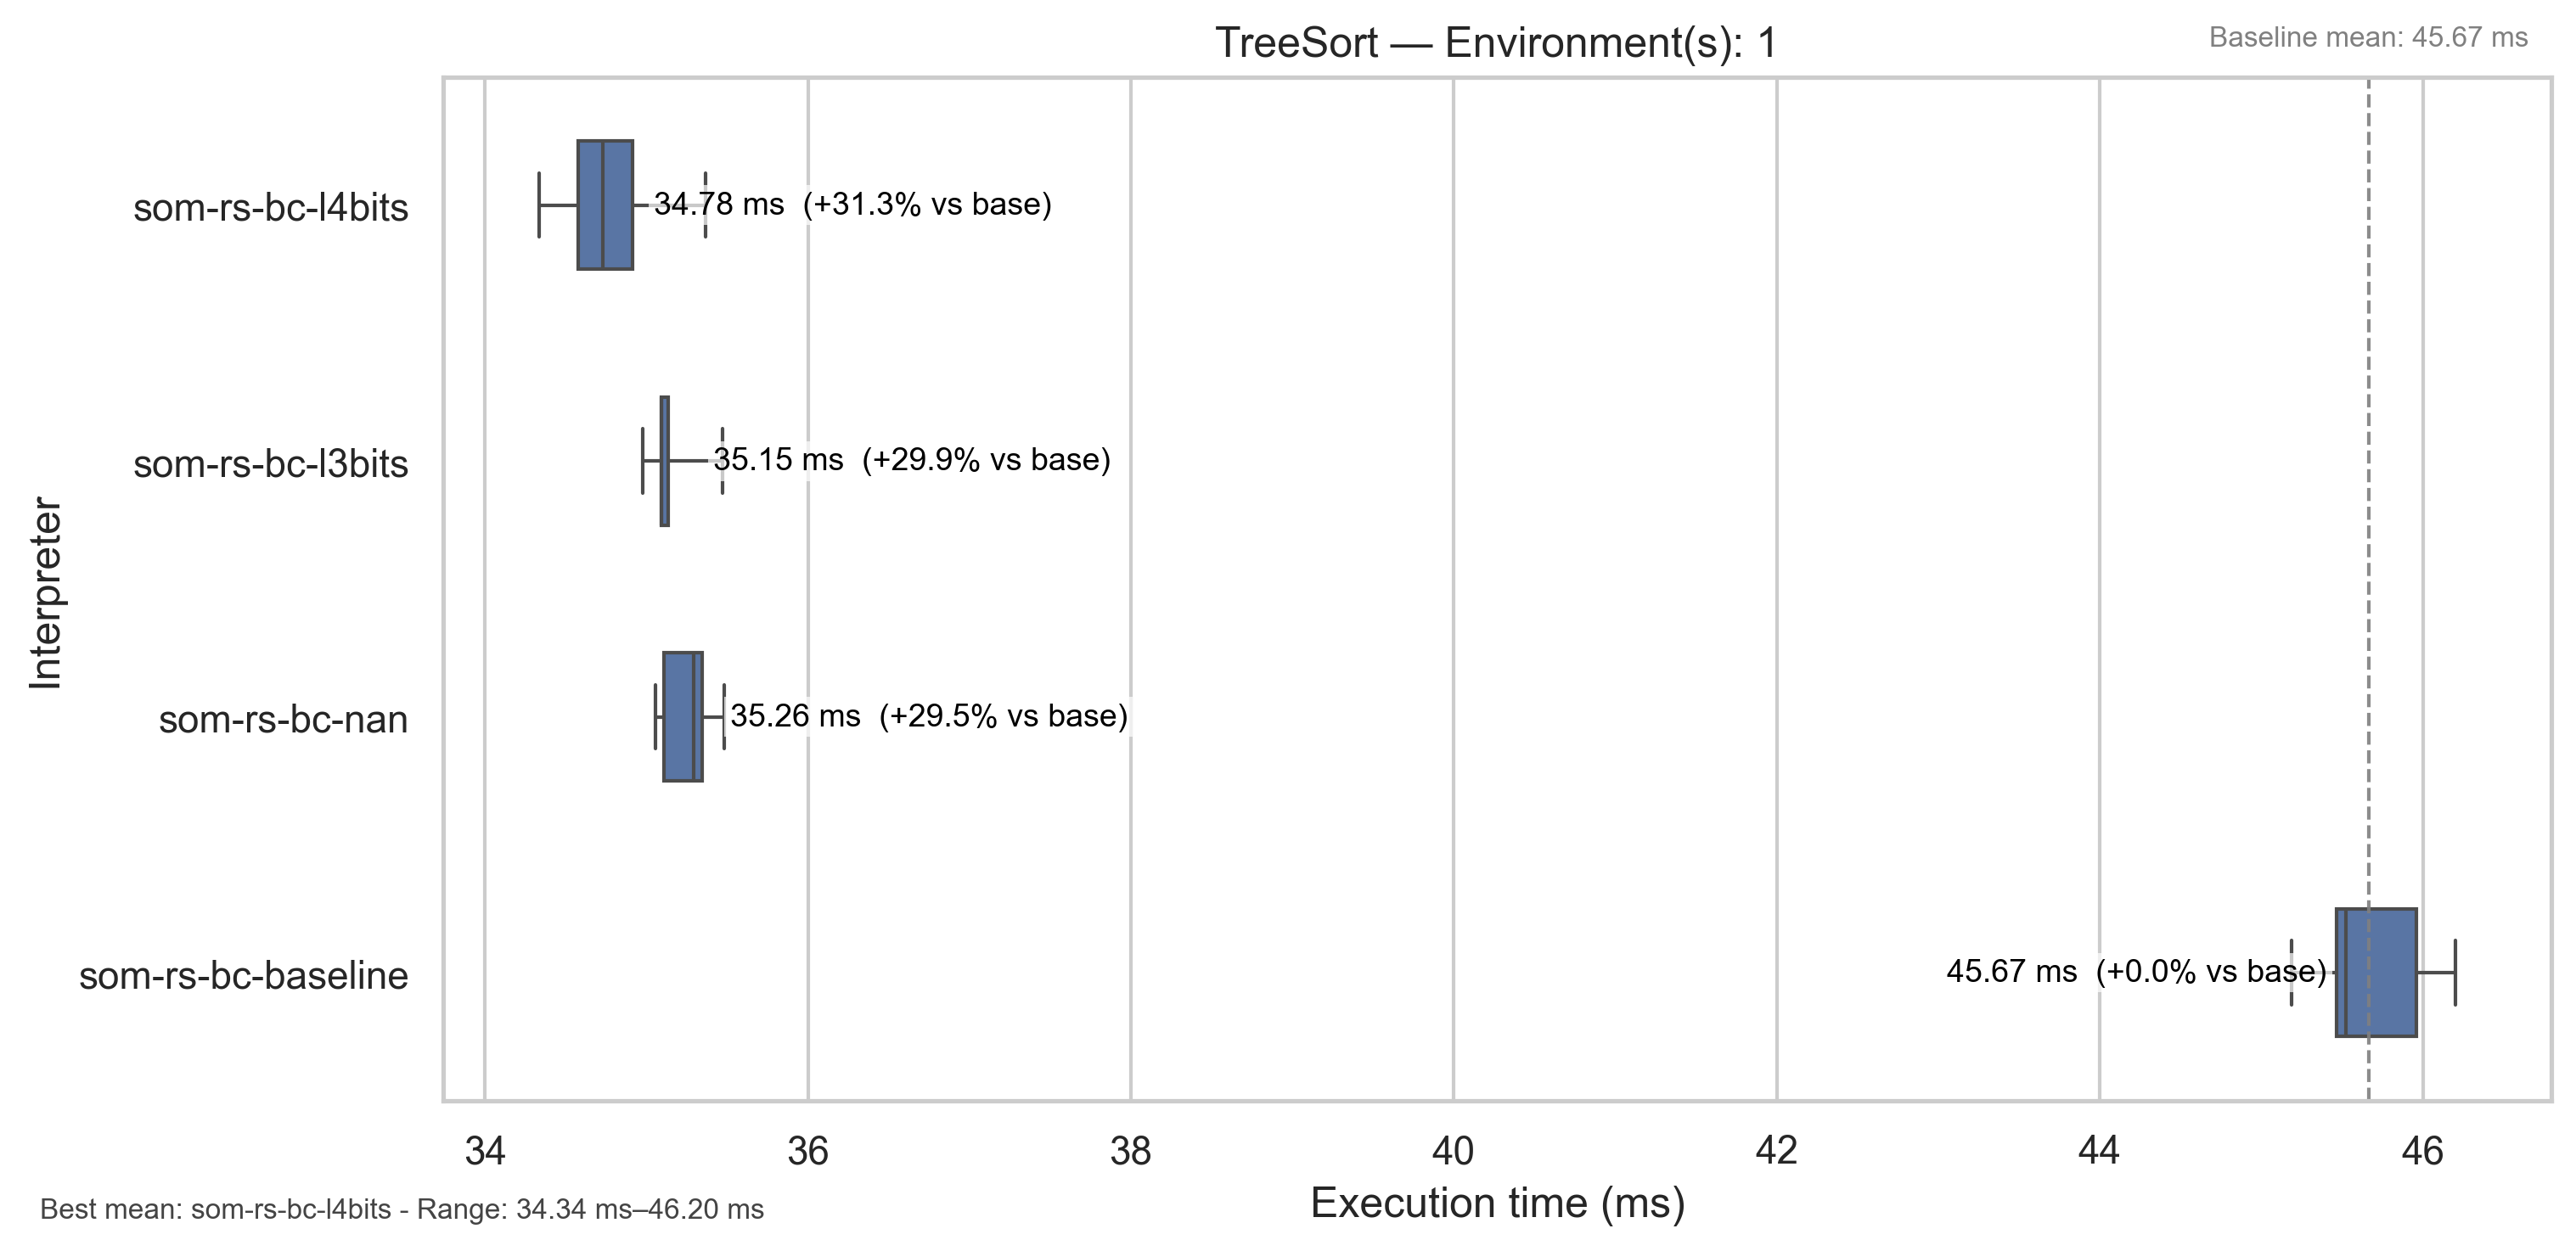 TreeSort — Environment(s): 1
Baseline mean: 45.67 ms
Interpreter
som-rs-bc-l4bits
34.78 ms (+31.3% vs base)
som-rs-bc-l3bits
35.15 ms (+29.9% vs base)
som-rs-bc-nan
35.26 ms (+29.5% vs base)
som-rs-bc-baseline
45.67 ms (+0.0% vs base)
34 36 38 40 42 44 46
Execution time (ms)
Best mean: som-rs-bc-l4bits - Range: 34.34 ms–46.20 ms